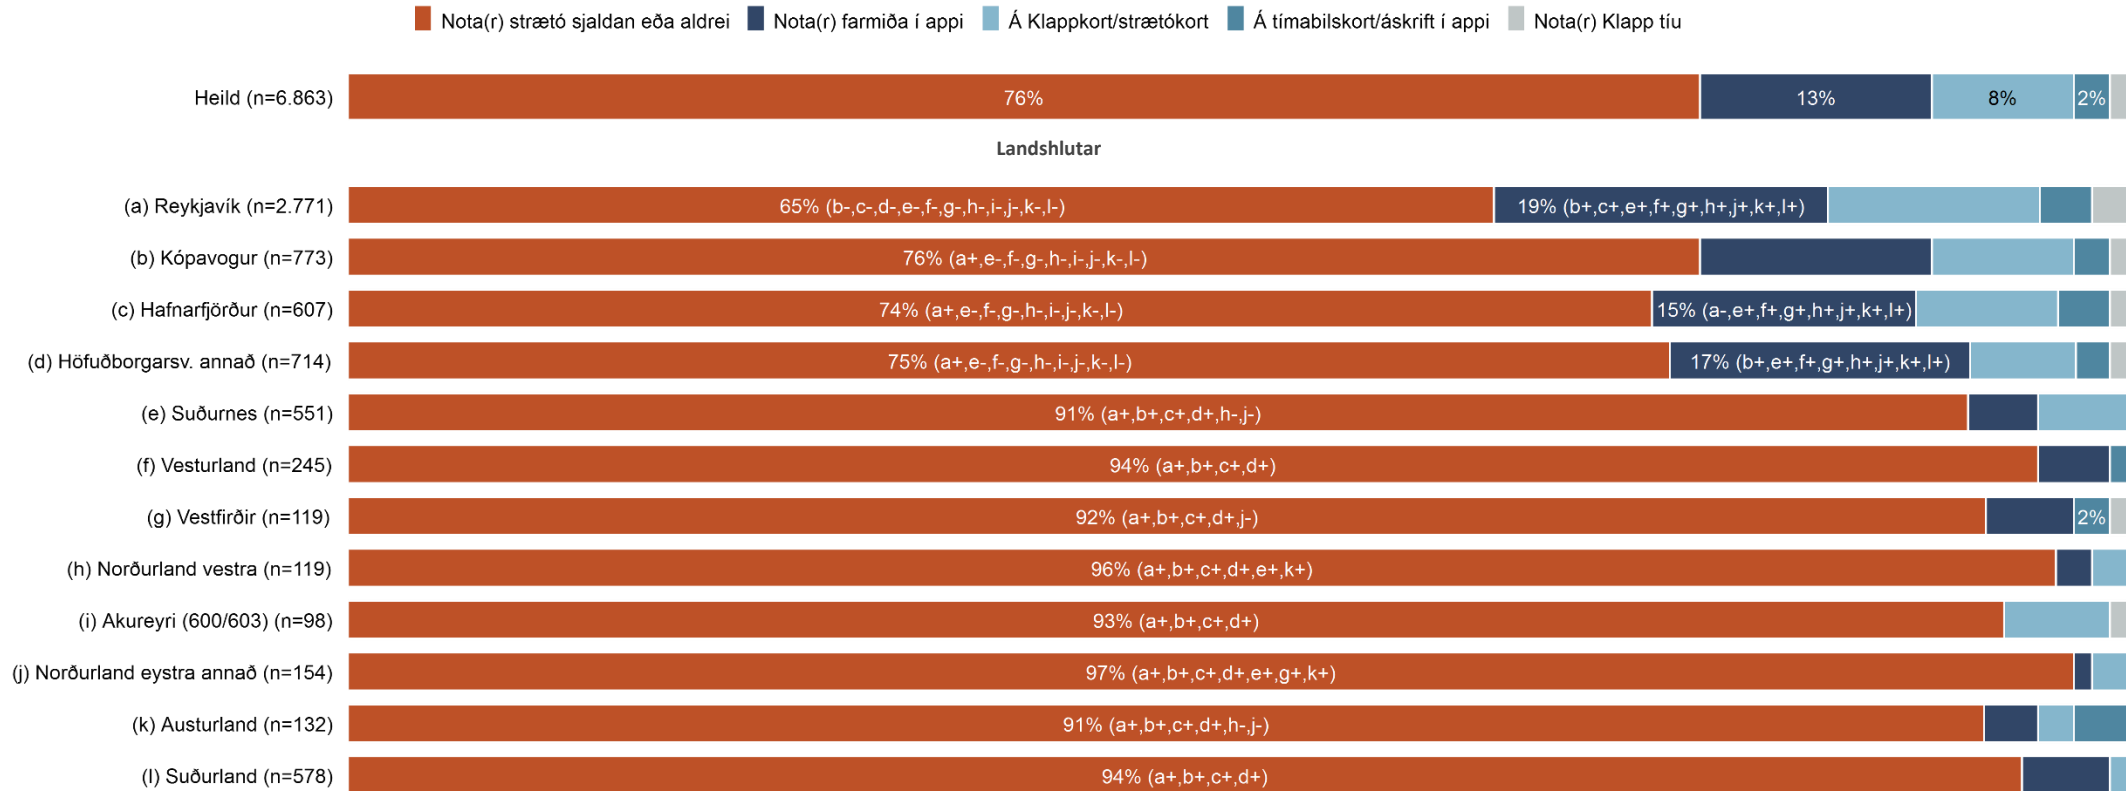 Nota(r) strætó sjaldan eða aldrei Nota(r) farmiða í appi Á Klappkort/strætókort Á tímabilskort/áskrift í appi Nota(r) Klapp tíu
Heild (n=6.863) 76% 13% 8% 2%
Landshlutar
(a) Reykjavík (n=2.771) 65% (b-,c-,d-,e-,f-,g-,h-,i-,j-,k-,l-) 19% (b+,c+,e+,f+,g+,h+,j+,k+,l+)
(b) Kópavogur (n=773) 76% (a+,e-,f-,g-,h-,i-,j-,k-,l-)
(c) Hafnarfjörður (n=607) 74% (a+,e-,f-,g-,h-,i-,j-,k-,l-) 15% (a-,e+,f+,g+,h+,j+,k+,l+)
(d) Höfuðborgarsv. annað (n=714) 75% (a+,e-,f-,g-,h-,i-,j-,k-,l-) 17% (b+,e+,f+,g+,h+,j+,k+,l+)
(e) Suðurnes (n=551) 91% (a+,b+,c+,d+,h-,j-)
(f) Vesturland (n=245) 94% (a+,b+,c+,d+)
(g) Vestfirðir (n=119) 92% (a+,b+,c+,d+,j-) 2%
(h) Norðurland vestra (n=119) 96% (a+,b+,c+,d+,e+,k+)
(i) Akureyri (600/603) (n=98) 93% (a+,b+,c+,d+)
(j) Norðurland eystra annað (n=154) 97% (a+,b+,c+,d+,e+,g+,k+)
(k) Austurland (n=132) 91% (a+,b+,c+,d+,h-,j-)
(l) Suðurland (n=578) 94% (a+,b+,c+,d+)